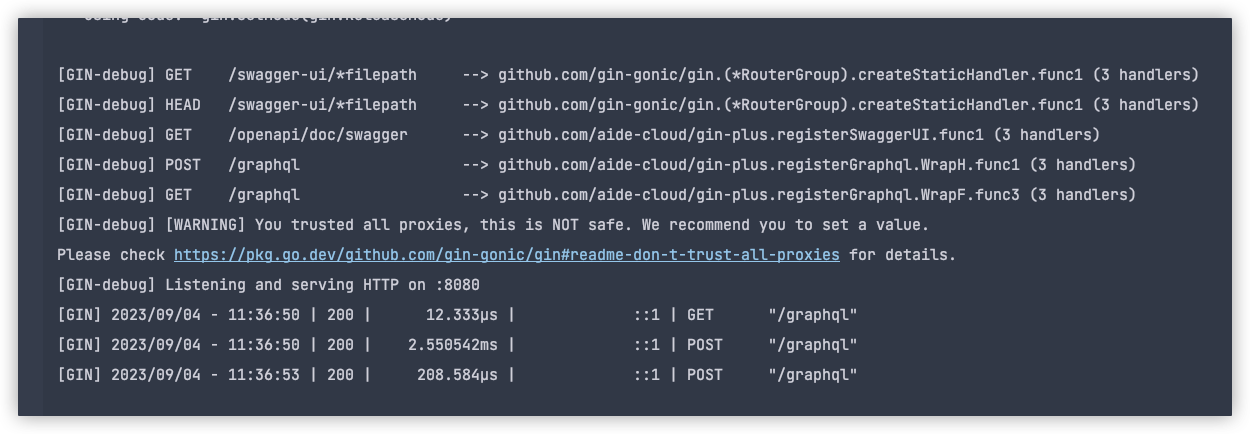 using code: gin.SetMode(gin.ReleaseMode)
[GIN-debug] GET    /swagger-ui/*filepath     --> github.com/gin-gonic/gin.(*RouterGroup).createStaticHandler.func1 (3 handlers)
[GIN-debug] HEAD   /swagger-ui/*filepath     --> github.com/gin-gonic/gin.(*RouterGroup).createStaticHandler.func1 (3 handlers)
[GIN-debug] GET    /openapi/doc/swagger      --> github.com/aide-cloud/gin-plus.registerSwaggerUI.func1 (3 handlers)
[GIN-debug] POST   /graphql                  --> github.com/aide-cloud/gin-plus.registerGraphql.WrapH.func1 (3 handlers)
[GIN-debug] GET    /graphql                  --> github.com/aide-cloud/gin-plus.registerGraphql.WrapF.func3 (3 handlers)
[GIN-debug] [WARNING] You trusted all proxies, this is NOT safe. We recommend you to set a value.
Please check https://pkg.go.dev/github.com/gin-gonic/gin#readme-don-t-trust-all-proxies for details.
[GIN-debug] Listening and serving HTTP on :8080
[GIN] 2023/09/04 - 11:36:50 | 200 |      12.333µs |             ::1 | GET      "/graphql"
[GIN] 2023/09/04 - 11:36:50 | 200 |    2.550542ms |             ::1 | POST     "/graphql"
[GIN] 2023/09/04 - 11:36:53 | 200 |     208.584µs |             ::1 | POST     "/graphql"